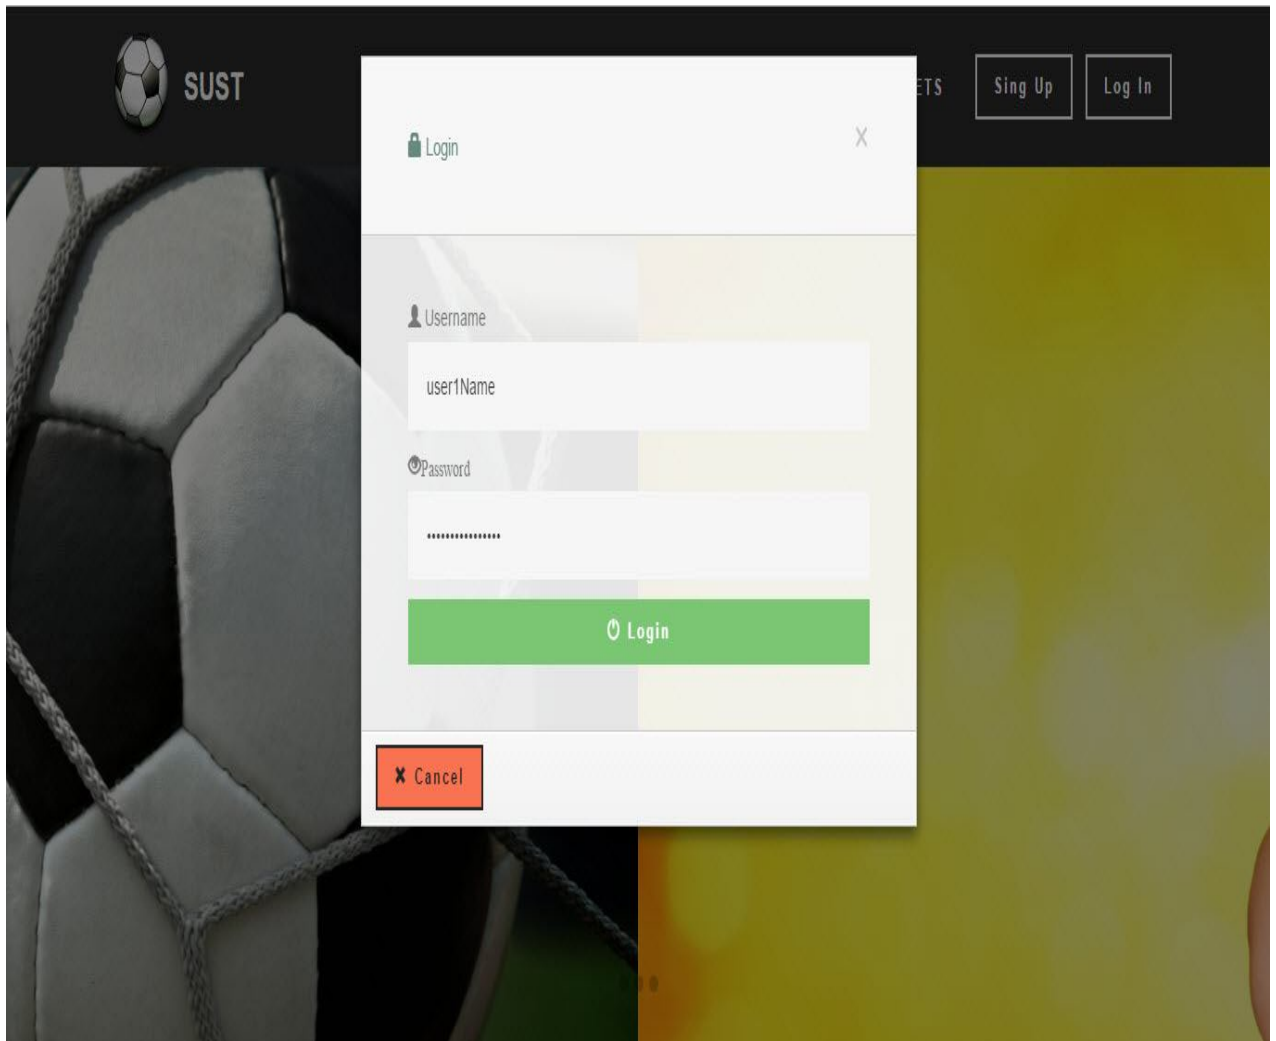 SUST
ETS
Sing Up
Log In
Login
X
Username
user1Name
Password
•••••••••••••••
Login
Cancel